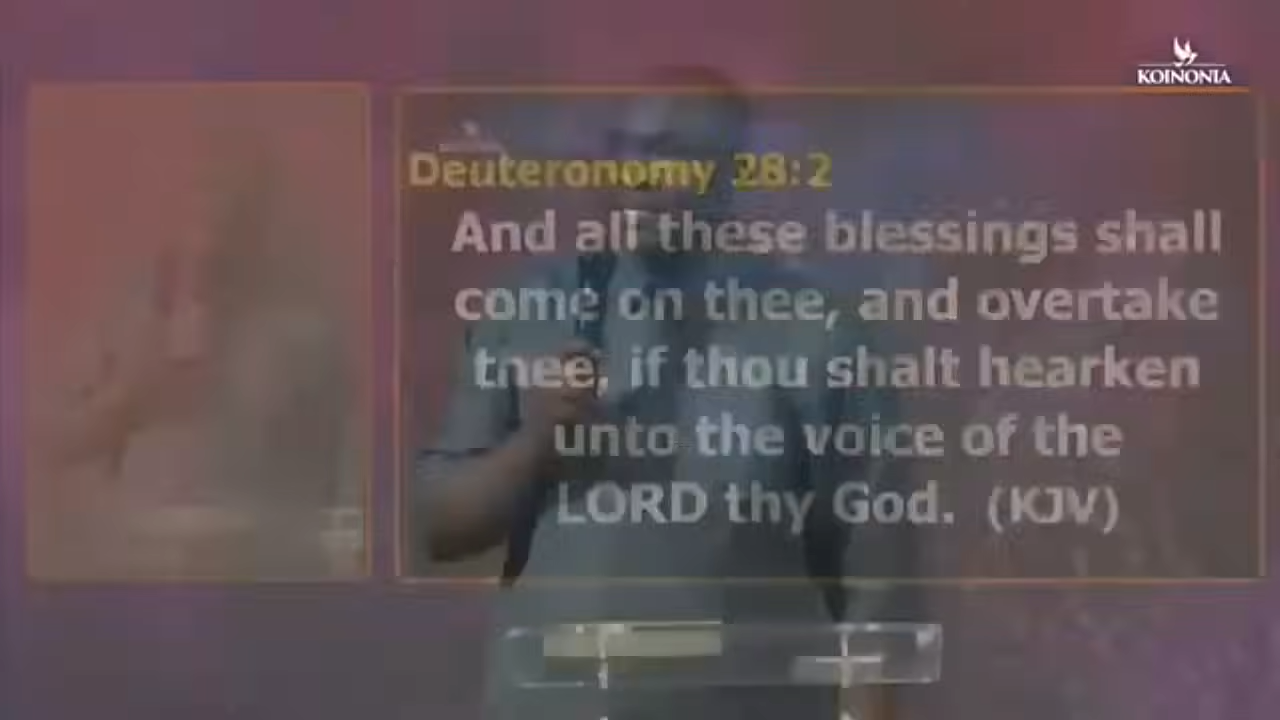 KOINONIA
Deuteronomy 28:2
And all these blessings shall
come on thee, and overtake
thee, if thou shalt hearken
unto the voice of the
LORD thy God. (KJV)